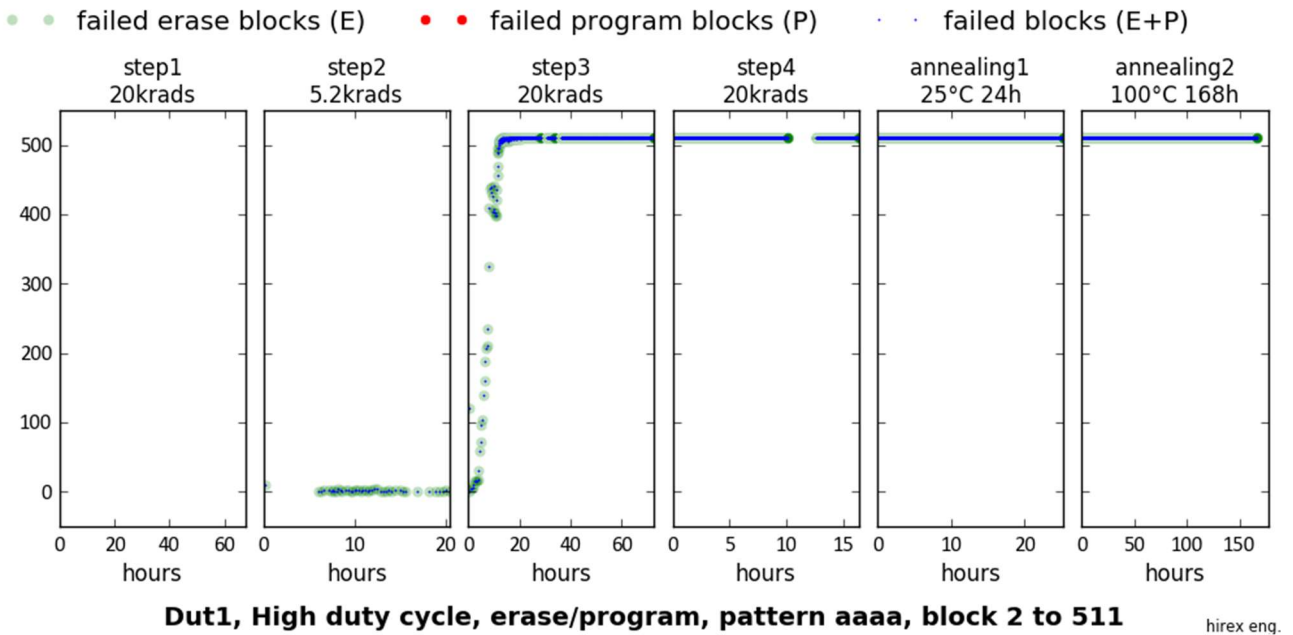 failed erase blocks (E) failed program blocks (P) failed blocks (E+P)
step1 step2 step3 step4 annealing1 annealing2
20krads 5.2krads 20krads 20krads 25°C 24h 100°C 168h
500
400
300
200
100
0
0 20 40 60 0 10 20 0 20 40 60 0 5 10 15 0 10 20 0 50 100 150
hours hours hours hours hours hours
Dut1, High duty cycle, erase/program, pattern aaaa, block 2 to 511
hirex eng.